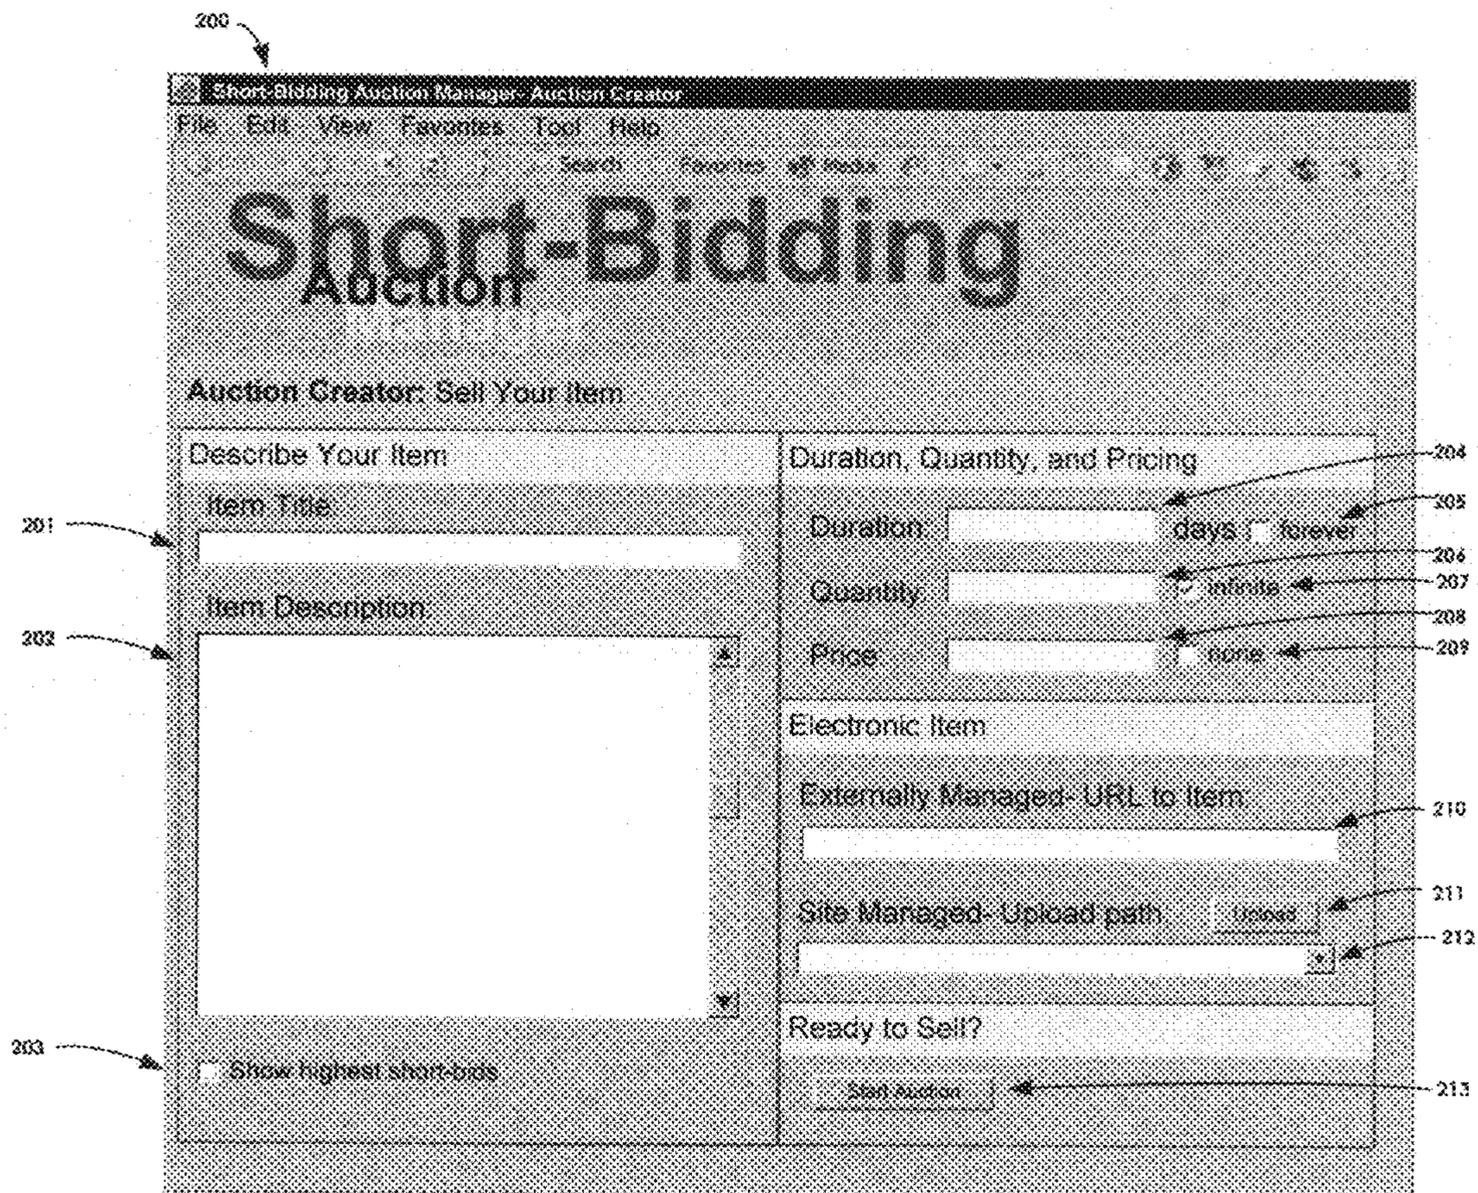 200
Short-Bidding Auction Manager- Auction Creator
File Edit View Favorites Tool Help
Search Favorites Media
Short-Bidding
Auction
Manager
Auction Creator: Sell Your Item
Describe Your Item
Item Title:
201
Item Description:
202
203
Show highest short-bids
Duration, Quantity, and Pricing
204
Duration: days forever
205
206
Quantity: infinite
207
208
Price: none
209
Electronic Item
Externally Managed- URL to Item:
210
Site Managed- Upload path: Upload
211
212
Ready to Sell?
Start Auction
213